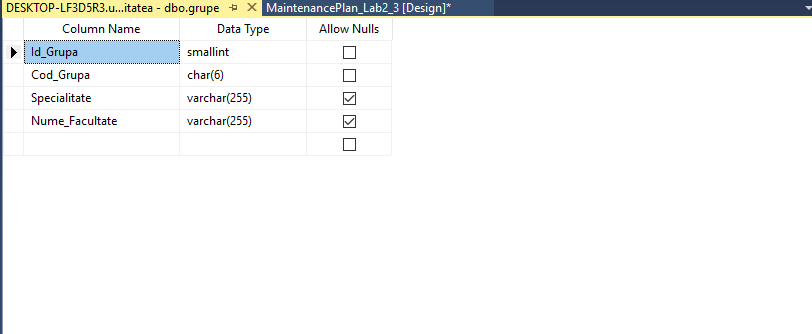 DESKTOP-LF3D5R3.u...itatea - dbo.grupe MaintenancePlan_Lab2_3 [Design]*
Column Name Data Type Allow Nulls
Id_Grupa smallint
Cod_Grupa char(6)
Specialitate varchar(255)
Nume_Facultate varchar(255)